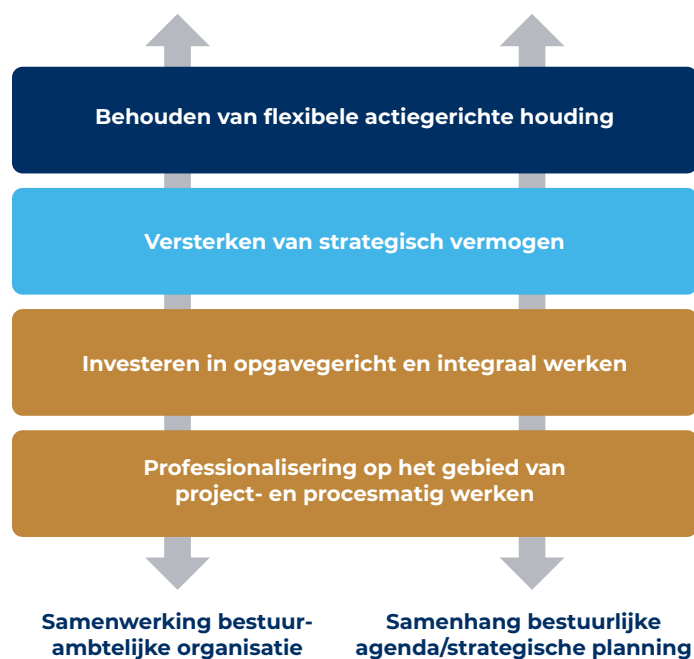 Behouden van flexibele actiegerichte houding
Versterken van strategisch vermogen
Investeren in opgavegericht en integraal werken
Professionalisering op het gebied van
project- en procesmatig werken
Samenwerking bestuur-
ambtelijke organisatie
Samenhang bestuurlijke
agenda/strategische planning